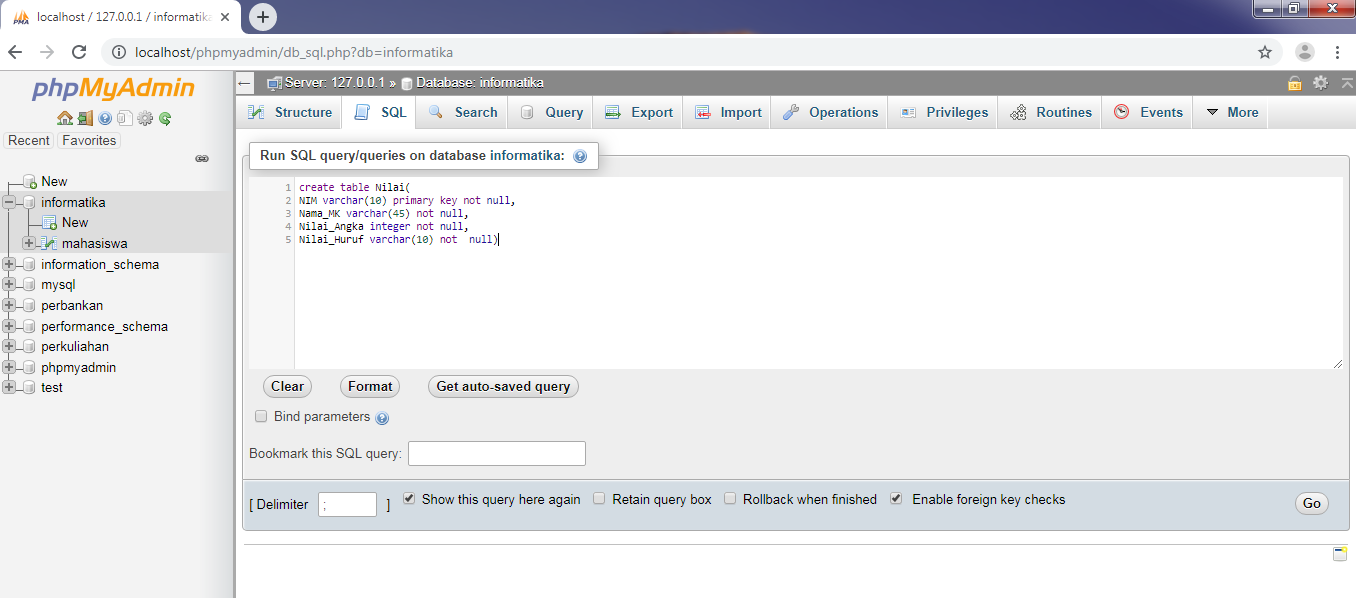 localhost / 127.0.0.1 / informatika
localhost/phpmyadmin/db_sql.php?db=informatika
phpMyAdmin
Recent Favorites
New
informatika
New
mahasiswa
information_schema
mysql
perbankan
performance_schema
perkuliahan
phpmyadmin
test
Server: 127.0.0.1 » Database: informatika
Structure SQL Search Query Export Import Operations Privileges Routines Events More
Run SQL query/queries on database informatika:
1 create table Nilai(
2 NIM varchar(10) primary key not null,
3 Nama_MK varchar(45) not null,
4 Nilai_Angka integer not null,
5 Nilai_Huruf varchar(10) not  null)
Clear Format Get auto-saved query
Bind parameters
Bookmark this SQL query:
[ Delimiter ; ] Show this query here again Retain query box Rollback when finished Enable foreign key checks Go